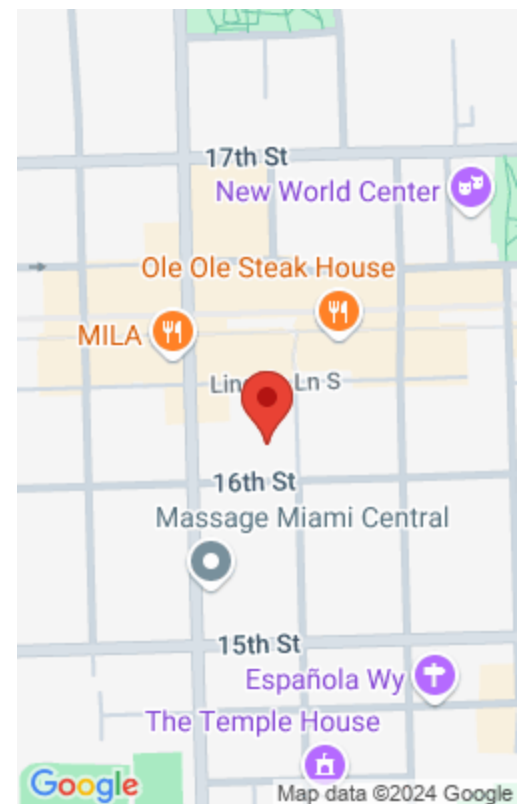 17th St
New World Center
Ole Ole Steak House
MILA
Lin
Ln S
16th St
Massage Miami Central
15th St
Española Wy
The Temple House
Google
Map data ©2024 Google